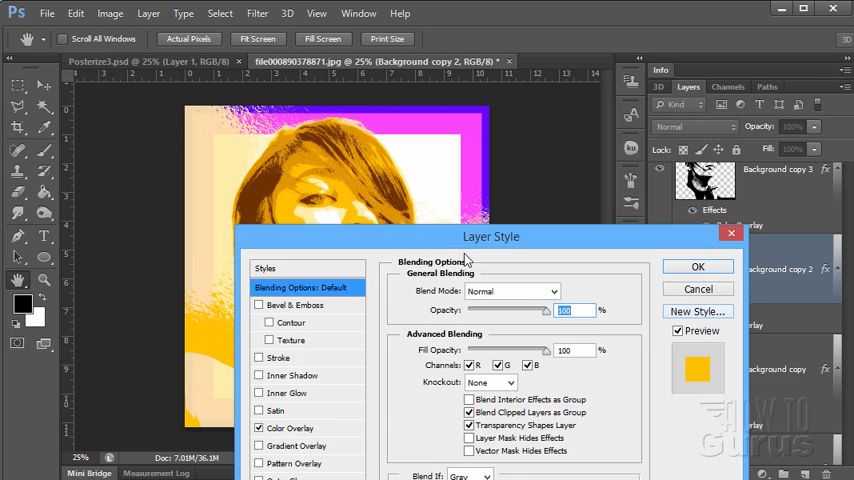 Ps File Edit Image Layer Type Select Filter 3D View Window Help
Scroll All Windows Actual Pixels Fit Screen Fill Screen Print Size 3D
Posterize3.psd @ 25% (Layer 1, RGB/8) × file000890378871.jpg @ 25% (Background copy 2, RGB/8) * ×
Info
3D Layers Channels Paths
Kind
Normal Opacity: 100%
Lock: Fill: 100%
Background copy 3
Effects
Background copy 2
Background copy
Layer Style
Styles
Blending Options: Default
Bevel & Emboss
Contour
Texture
Stroke
Inner Shadow
Inner Glow
Satin
Color Overlay
Gradient Overlay
Pattern Overlay
Blending Options
General Blending
Blend Mode: Normal
Opacity: 100 %
Advanced Blending
Fill Opacity: 100 %
Channels: R G B
Knockout: None
Blend Interior Effects as Group
Blend Clipped Layers as Group
Transparency Shapes Layer
Layer Mask Hides Effects
Vector Mask Hides Effects
Blend If: Gray
OK
Cancel
New Style...
Preview
HOW TO
Gurus
25% Doc: 7.01M/36.1M
Mini Bridge Measurement Log